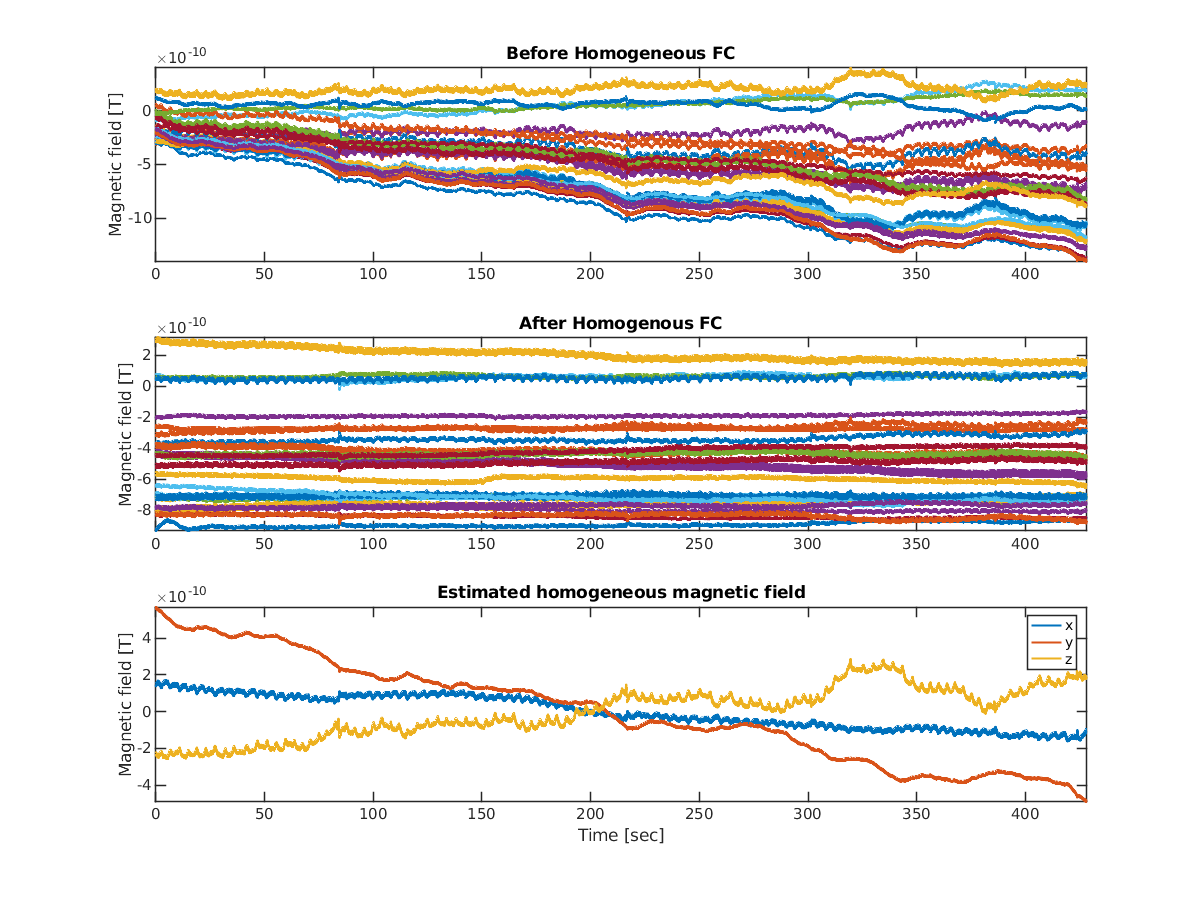 Before Homogeneous FC
×10-10
Magnetic field [T]
0
-5
-10
0 50 100 150 200 250 300 350 400
After Homogenous FC
×10-10
Magnetic field [T]
2
0
-2
-4
-6
-8
0 50 100 150 200 250 300 350 400
Estimated homogeneous magnetic field
×10-10
Magnetic field [T]
4
2
0
-2
-4
x
y
z
0 50 100 150 200 250 300 350 400
Time [sec]